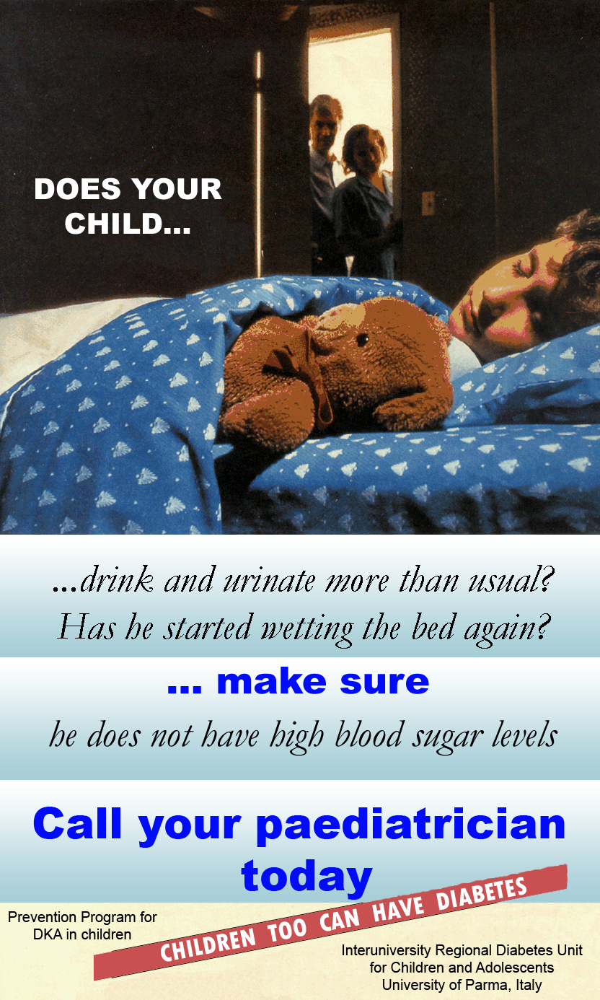 DOES YOUR
CHILD...
...drink and urinate more than usual?
Has he started wetting the bed again?
... make sure
he does not have high blood sugar levels
Call your paediatrician
today
CHILDREN TOO CAN HAVE DIABETES
Prevention Program for
DKA in children
Interuniversity Regional Diabetes Unit
for Children and Adolescents
University of Parma, Italy